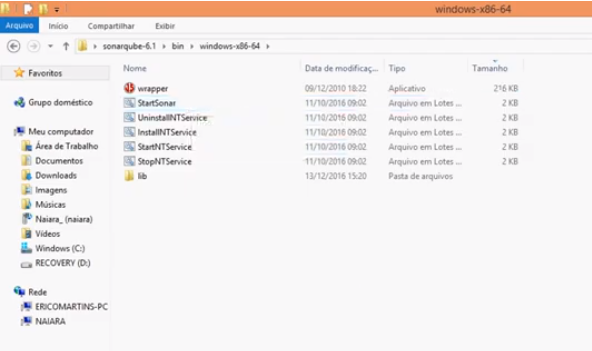 windows-x86-64
Arquivo Início Compartilhar Exibir
sonarqube-6.1 bin windows-x86-64
Favoritos
Grupo doméstico
Meu computador
Área de Trabalho
Documentos
Downloads
Imagens
Músicas
Naiara_ (naiara)
Vídeos
Windows (C:)
RECOVERY (D:)
Rede
ERICOMARTINS-PC
NAIARA
Nome Data de modificaç... Tipo Tamanho
wrapper 09/12/2010 18:22 Aplicativo 216 KB
StartSonar 11/10/2016 09:02 Arquivo em Lotes ... 2 KB
UninstallNTService 11/10/2016 09:02 Arquivo em Lotes ... 2 KB
InstallNTService 11/10/2016 09:02 Arquivo em Lotes ... 2 KB
StartNTService 11/10/2016 09:02 Arquivo em Lotes ... 2 KB
StopNTService 11/10/2016 09:02 Arquivo em Lotes ... 2 KB
lib 13/12/2016 15:20 Pasta de arquivos